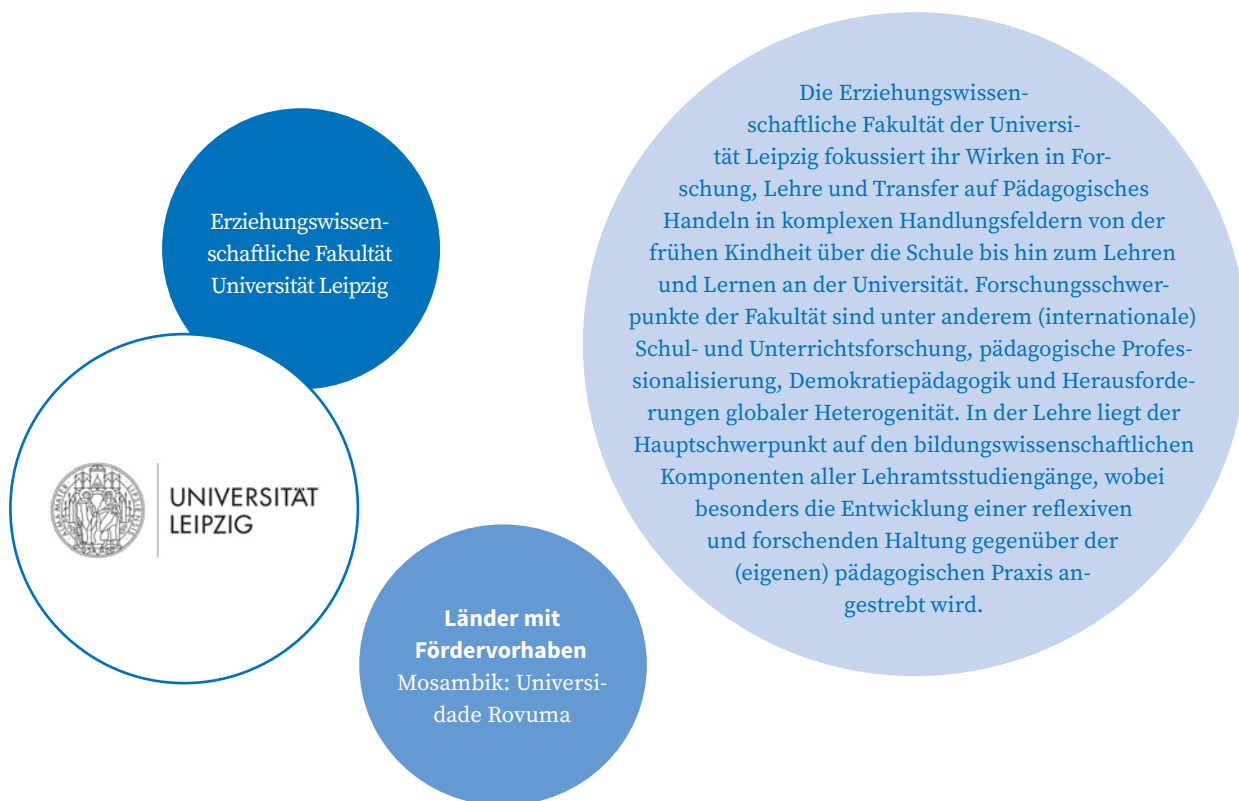 Erziehungswissen-
schaftliche Fakultät
Universität Leipzig
UNIVERSITÄT
LEIPZIG
Länder mit
Fördervorhaben
Mosambik: Universi-
dade Rovuma
Die Erziehungswissen-
schaftliche Fakultät der Universi-
tät Leipzig fokussiert ihr Wirken in For-
schung, Lehre und Transfer auf Pädagogisches
Handeln in komplexen Handlungsfeldern von der
frühen Kindheit über die Schule bis hin zum Lehren
und Lernen an der Universität. Forschungsschwer-
punkte der Fakultät sind unter anderem (internationale)
Schul- und Unterrichtsforschung, pädagogische Profes-
sionalisierung, Demokratiepädagogik und Herausforde-
rungen globaler Heterogenität. In der Lehre liegt der
Hauptschwerpunkt auf den bildungswissenschaftlichen
Komponenten aller Lehramtsstudiengänge, wobei
besonders die Entwicklung einer reflexiven
und forschenden Haltung gegenüber der
(eigenen) pädagogischen Praxis an-
gestrebt wird.